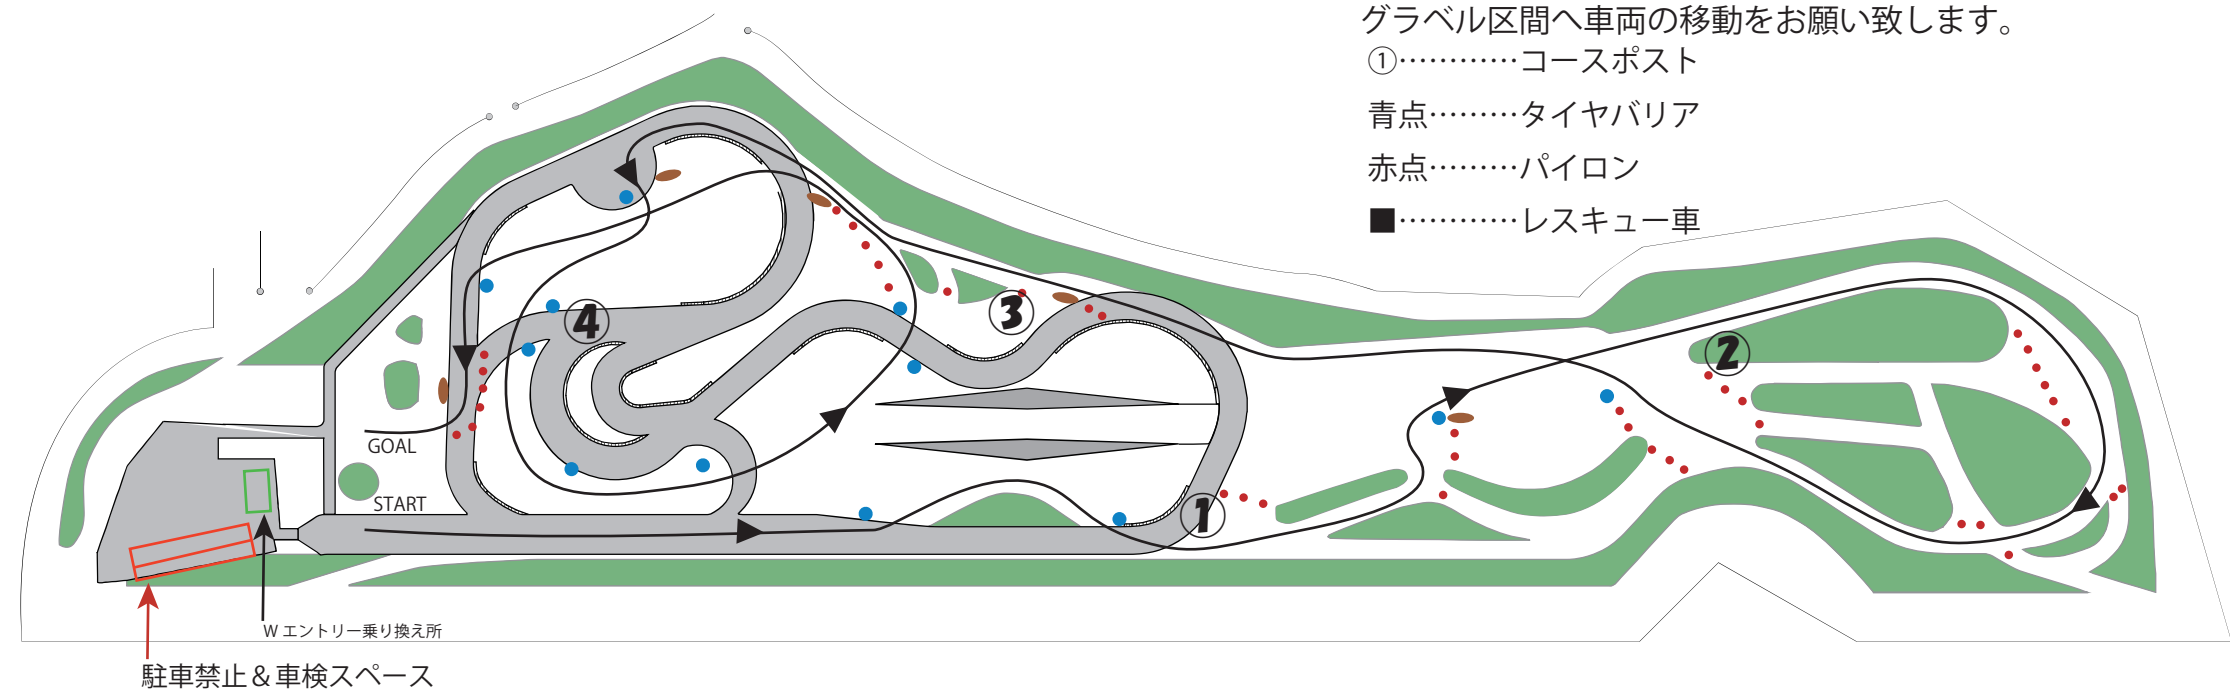 グラベル区間へ車両の移動をお願い致します。
①…………コースポスト
青点………タイヤバリア
赤点………パイロン
■…………レスキュー車
③
④
②
GOAL
START
①
W エントリー乗り換え所
駐車禁止＆車検スペース